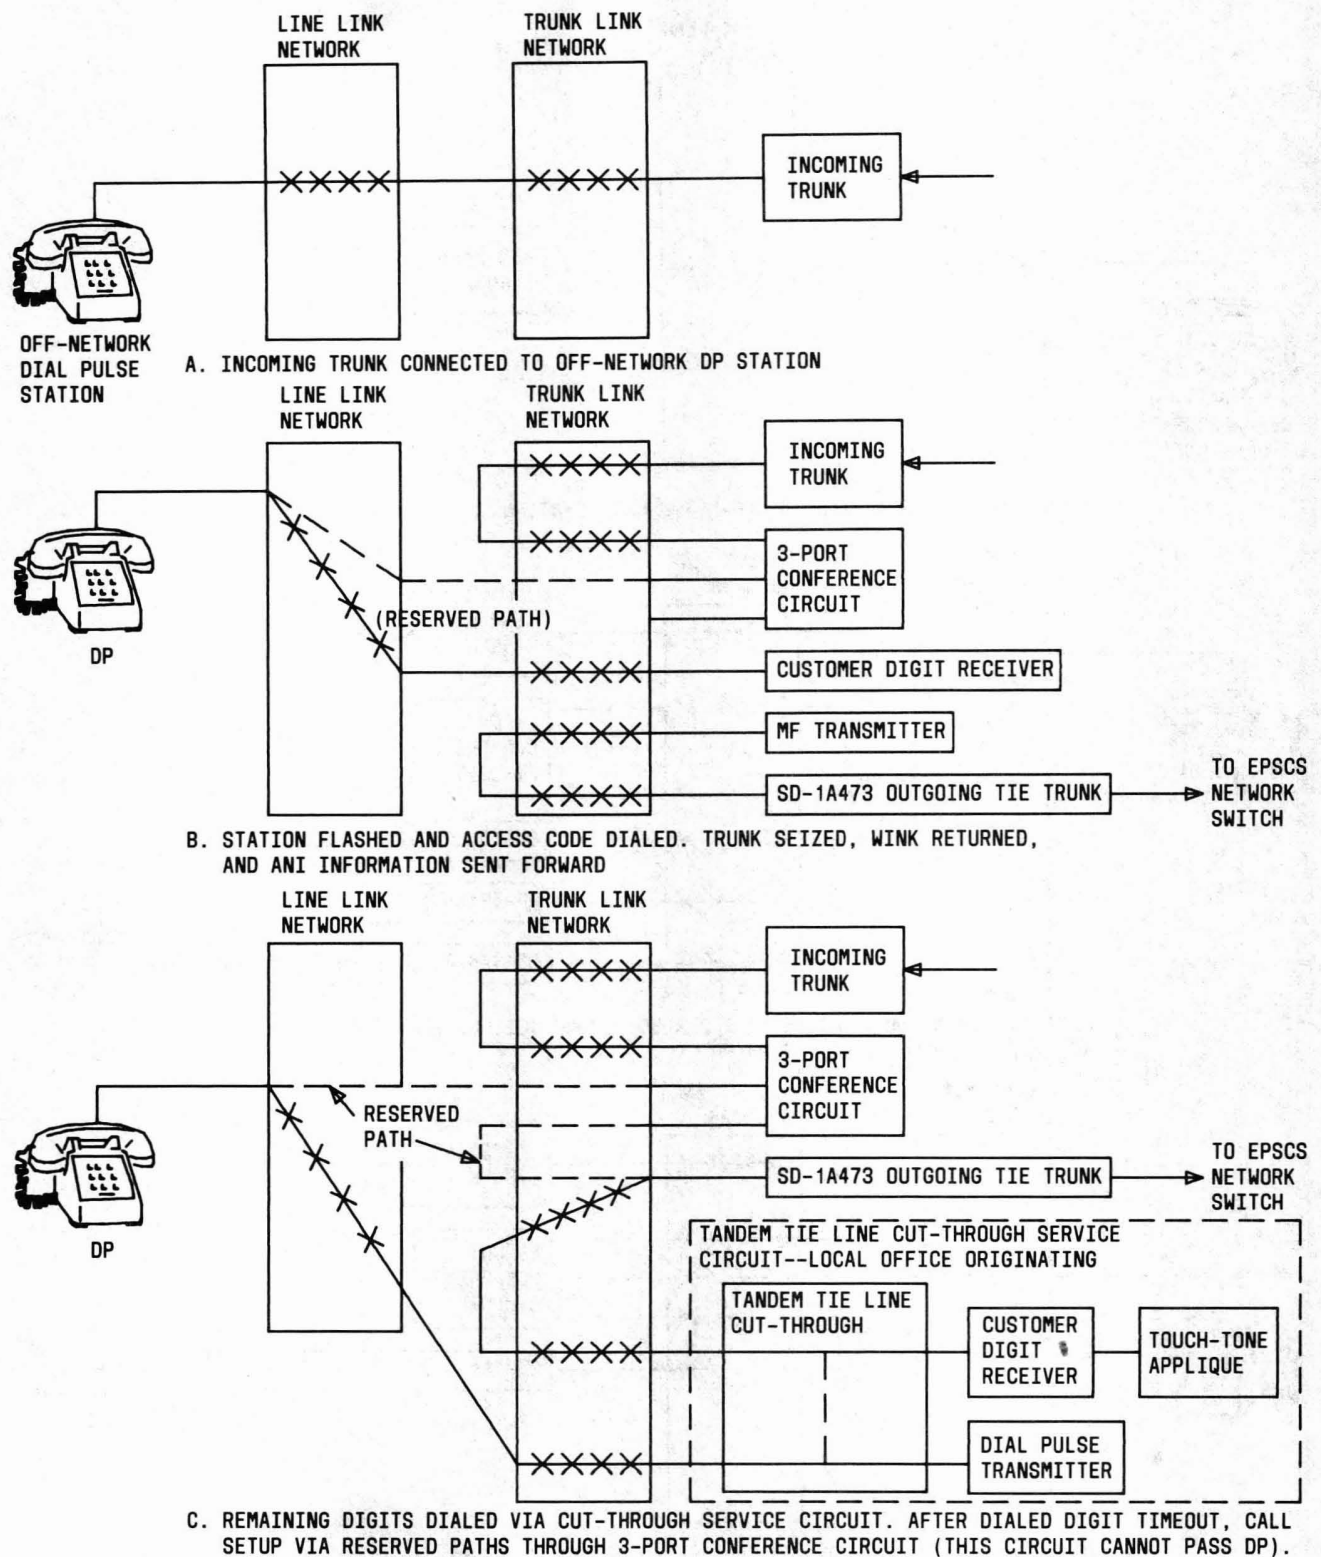 LINE LINK
NETWORK
TRUNK LINK
NETWORK
INCOMING
TRUNK
OFF-NETWORK
DIAL PULSE
STATION
A. INCOMING TRUNK CONNECTED TO OFF-NETWORK DP STATION
LINE LINK
NETWORK
TRUNK LINK
NETWORK
INCOMING
TRUNK
3-PORT
CONFERENCE
CIRCUIT
(RESERVED PATH)
DP
CUSTOMER DIGIT RECEIVER
MF TRANSMITTER
SD-1A473 OUTGOING TIE TRUNK
TO EPSCS
NETWORK
SWITCH
B. STATION FLASHED AND ACCESS CODE DIALED. TRUNK SEIZED, WINK RETURNED,
AND ANI INFORMATION SENT FORWARD
LINE LINK
NETWORK
TRUNK LINK
NETWORK
INCOMING
TRUNK
3-PORT
CONFERENCE
CIRCUIT
RESERVED
PATH
DP
SD-1A473 OUTGOING TIE TRUNK
TO EPSCS
NETWORK
SWITCH
TANDEM TIE LINE CUT-THROUGH SERVICE
CIRCUIT--LOCAL OFFICE ORIGINATING
TANDEM TIE LINE
CUT-THROUGH
CUSTOMER
DIGIT
RECEIVER
TOUCH-TONE
APPLIQUE
DIAL PULSE
TRANSMITTER
C. REMAINING DIGITS DIALED VIA CUT-THROUGH SERVICE CIRCUIT. AFTER DIALED DIGIT TIMEOUT, CALL
SETUP VIA RESERVED PATHS THROUGH 3-PORT CONFERENCE CIRCUIT (THIS CIRCUIT CANNOT PASS DP).